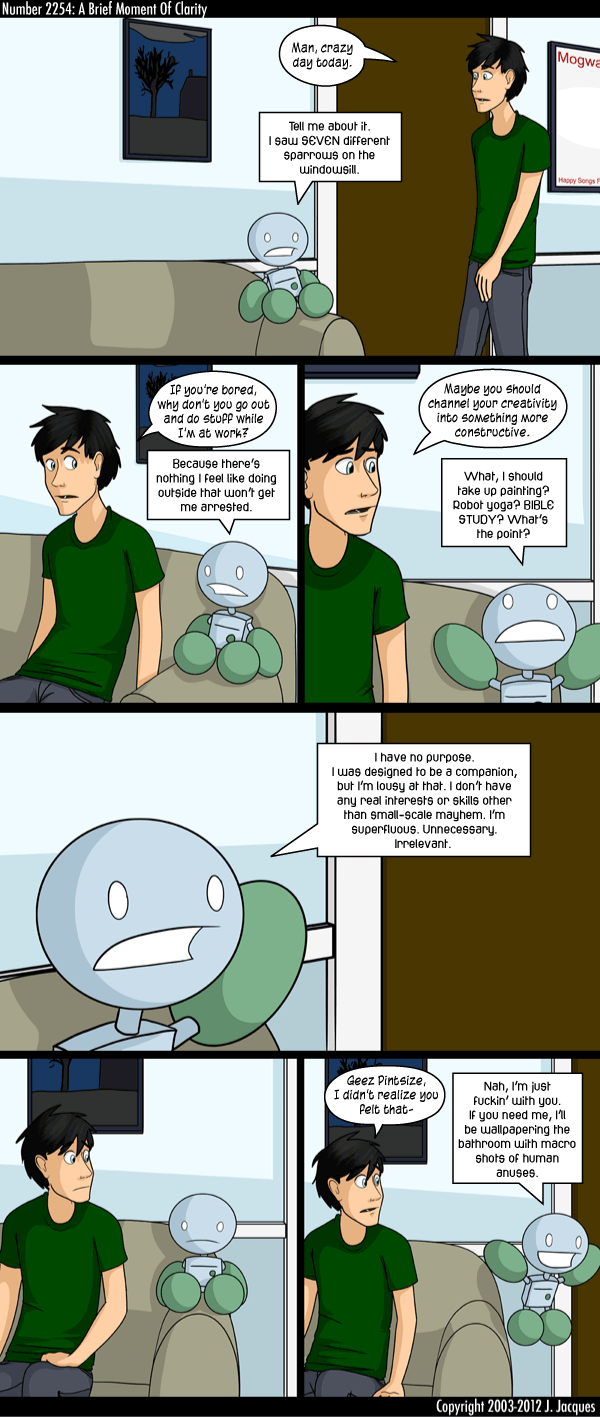 Number 2254: A Brief Moment Of Clarity
Man, crazy
day today.
Mogwa
Tell me about it.
I saw SEVEN different
sparrows on the
windowsill.
Happy Songs F
If you're bored,
why don't you go out
and do stuff while
I'm at work?
Because there's
nothing I feel like doing
outside that won't get
me arrested.
Maybe you should
channel your creativity
into something more
constructive.
What, I should
take up painting?
Robot yoga? BIBLE
STUDY? What's
the point?
I have no purpose.
I was designed to be a companion,
but I'm lousy at that. I don't have
any real interests or skills other
than small-scale mayhem. I'm
superfluous. Unnecessary.
Irrelevant.
Geez Pintsize,
I didn't realize you
felt that-
Nah, I'm just
fuckin' with you.
If you need me, I'll
be wallpapering the
bathroom with macro
shots of human
anuses.
Copyright 2003-2012 J. Jacques